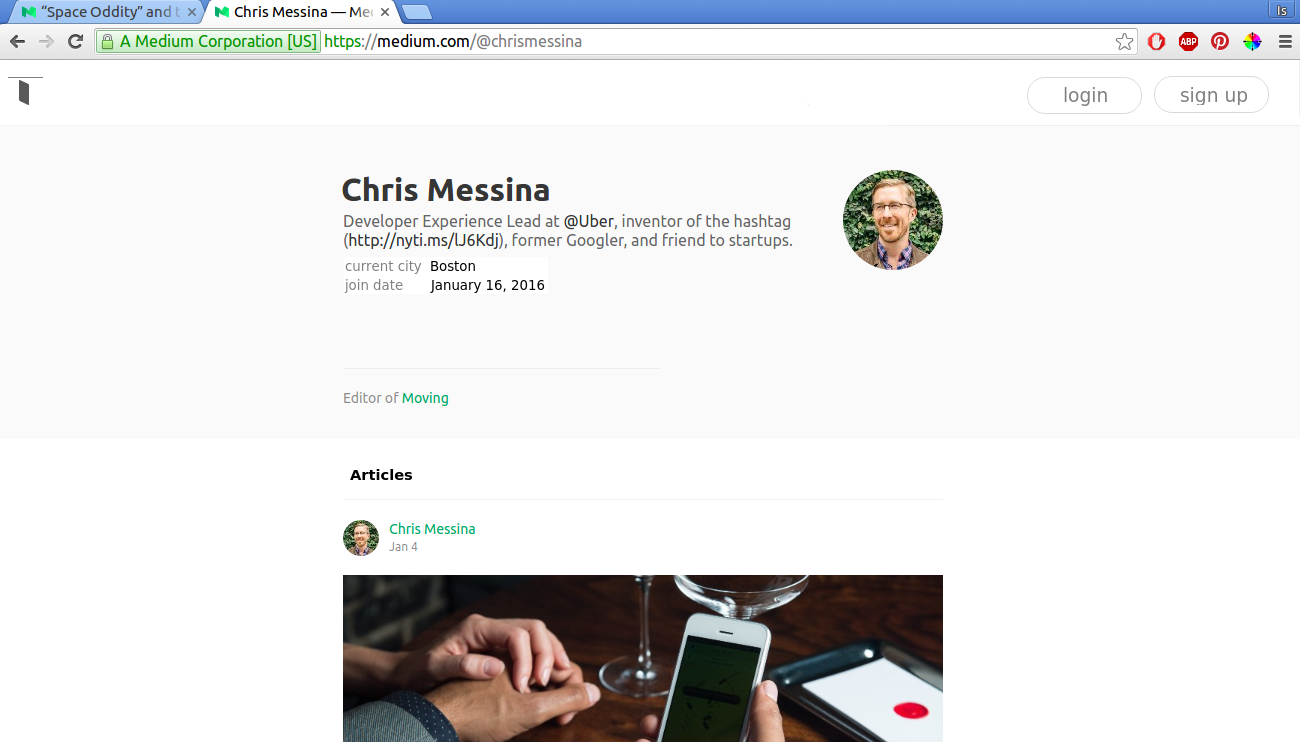 “Space Oddity” and t
Chris Messina — Me
ls
A Medium Corporation [US] https://medium.com/@chrismessina
ABP
login
sign up
Chris Messina
Developer Experience Lead at @Uber, inventor of the hashtag
(http://nyti.ms/lJ6Kdj), former Googler, and friend to startups.
current city Boston
join date January 16, 2016
Editor of Moving
Articles
Chris Messina
Jan 4